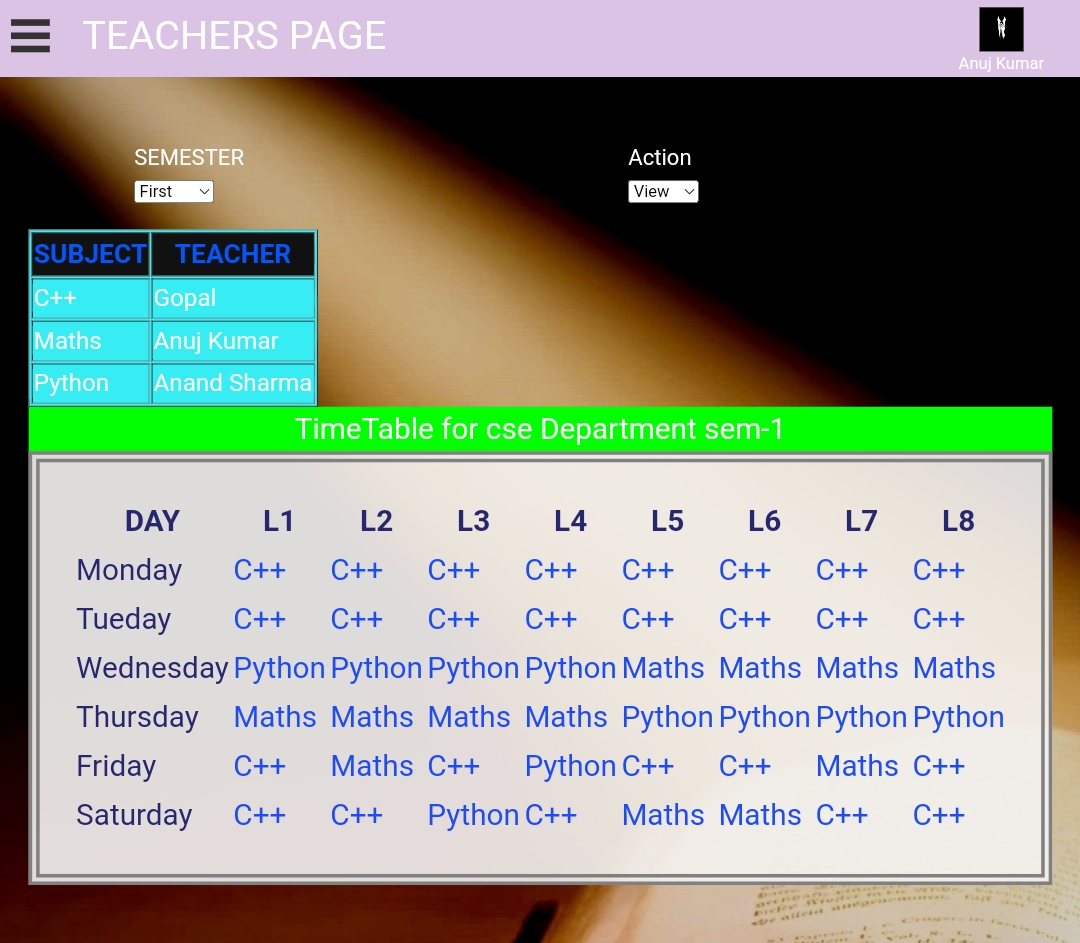 TEACHERS PAGE
Anuj Kumar
SEMESTER Action
First View
SUBJECT TEACHER
C++ Gopal
Maths Anuj Kumar
Python Anand Sharma
TimeTable for cse Department sem-1
DAY L1 L2 L3 L4 L5 L6 L7 L8
Monday C++ C++ C++ C++ C++ C++ C++ C++
Tueday C++ C++ C++ C++ C++ C++ C++ C++
Wednesday Python Python Python Python Maths Maths Maths Maths
Thursday Maths Maths Maths Maths Python Python Python Python
Friday C++ Maths C++ Python C++ C++ Maths C++
Saturday C++ C++ Python C++ Maths Maths C++ C++